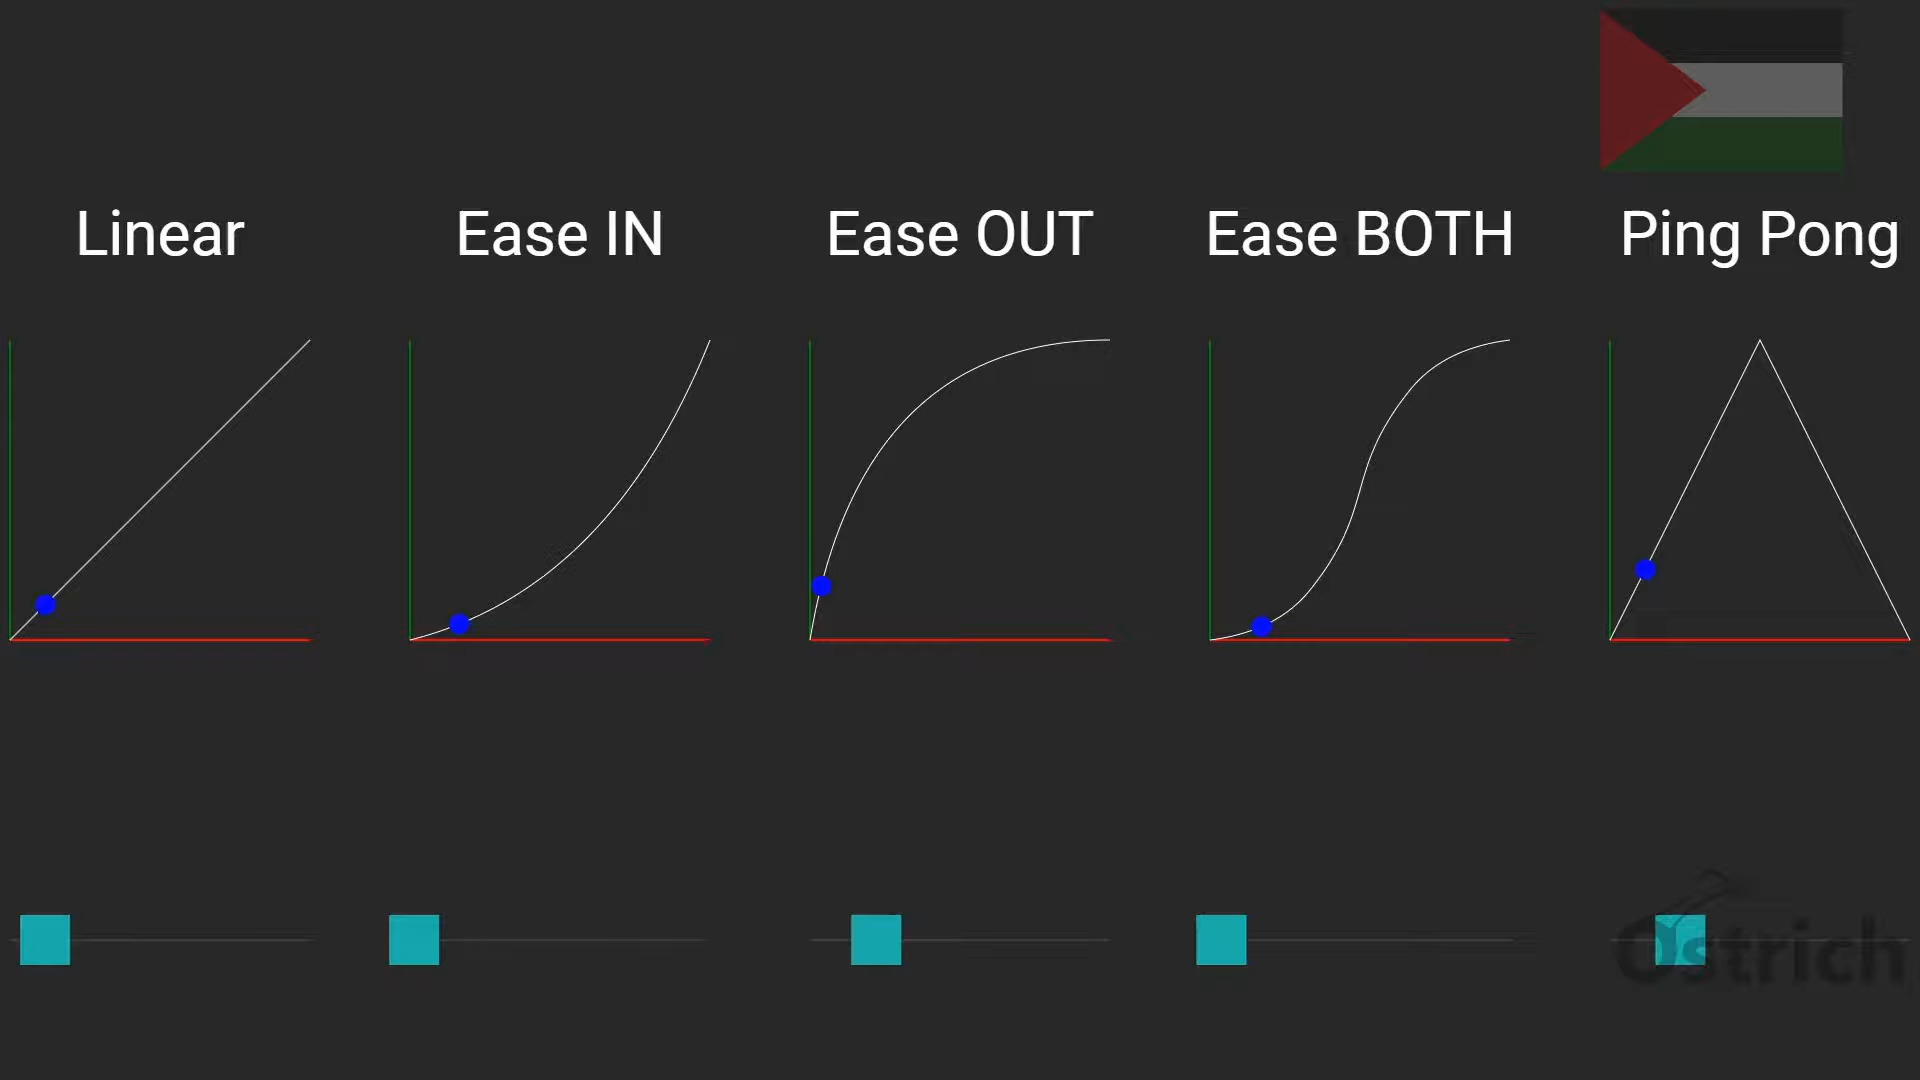 Linear
Ease IN
Ease OUT
Ease BOTH
Ping Pong
Ostrich